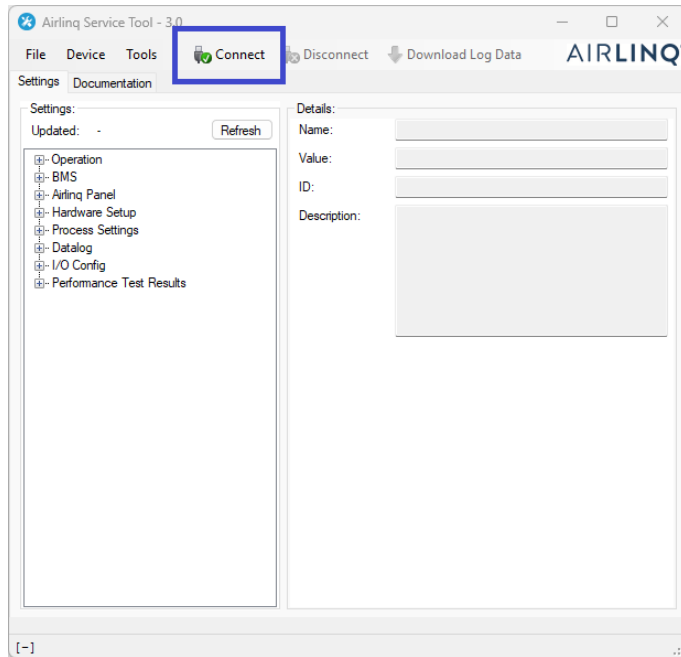 Airlinq Service Tool - 3.0
File Device Tools Connect Disconnect Download Log Data AIRLINQ
Settings Documentation
Settings:
Updated: - Refresh
Operation
BMS
Airlinq Panel
Hardware Setup
Process Settings
Datalog
I/O Config
Performance Test Results
Details:
Name:
Value:
ID:
Description:
[-]